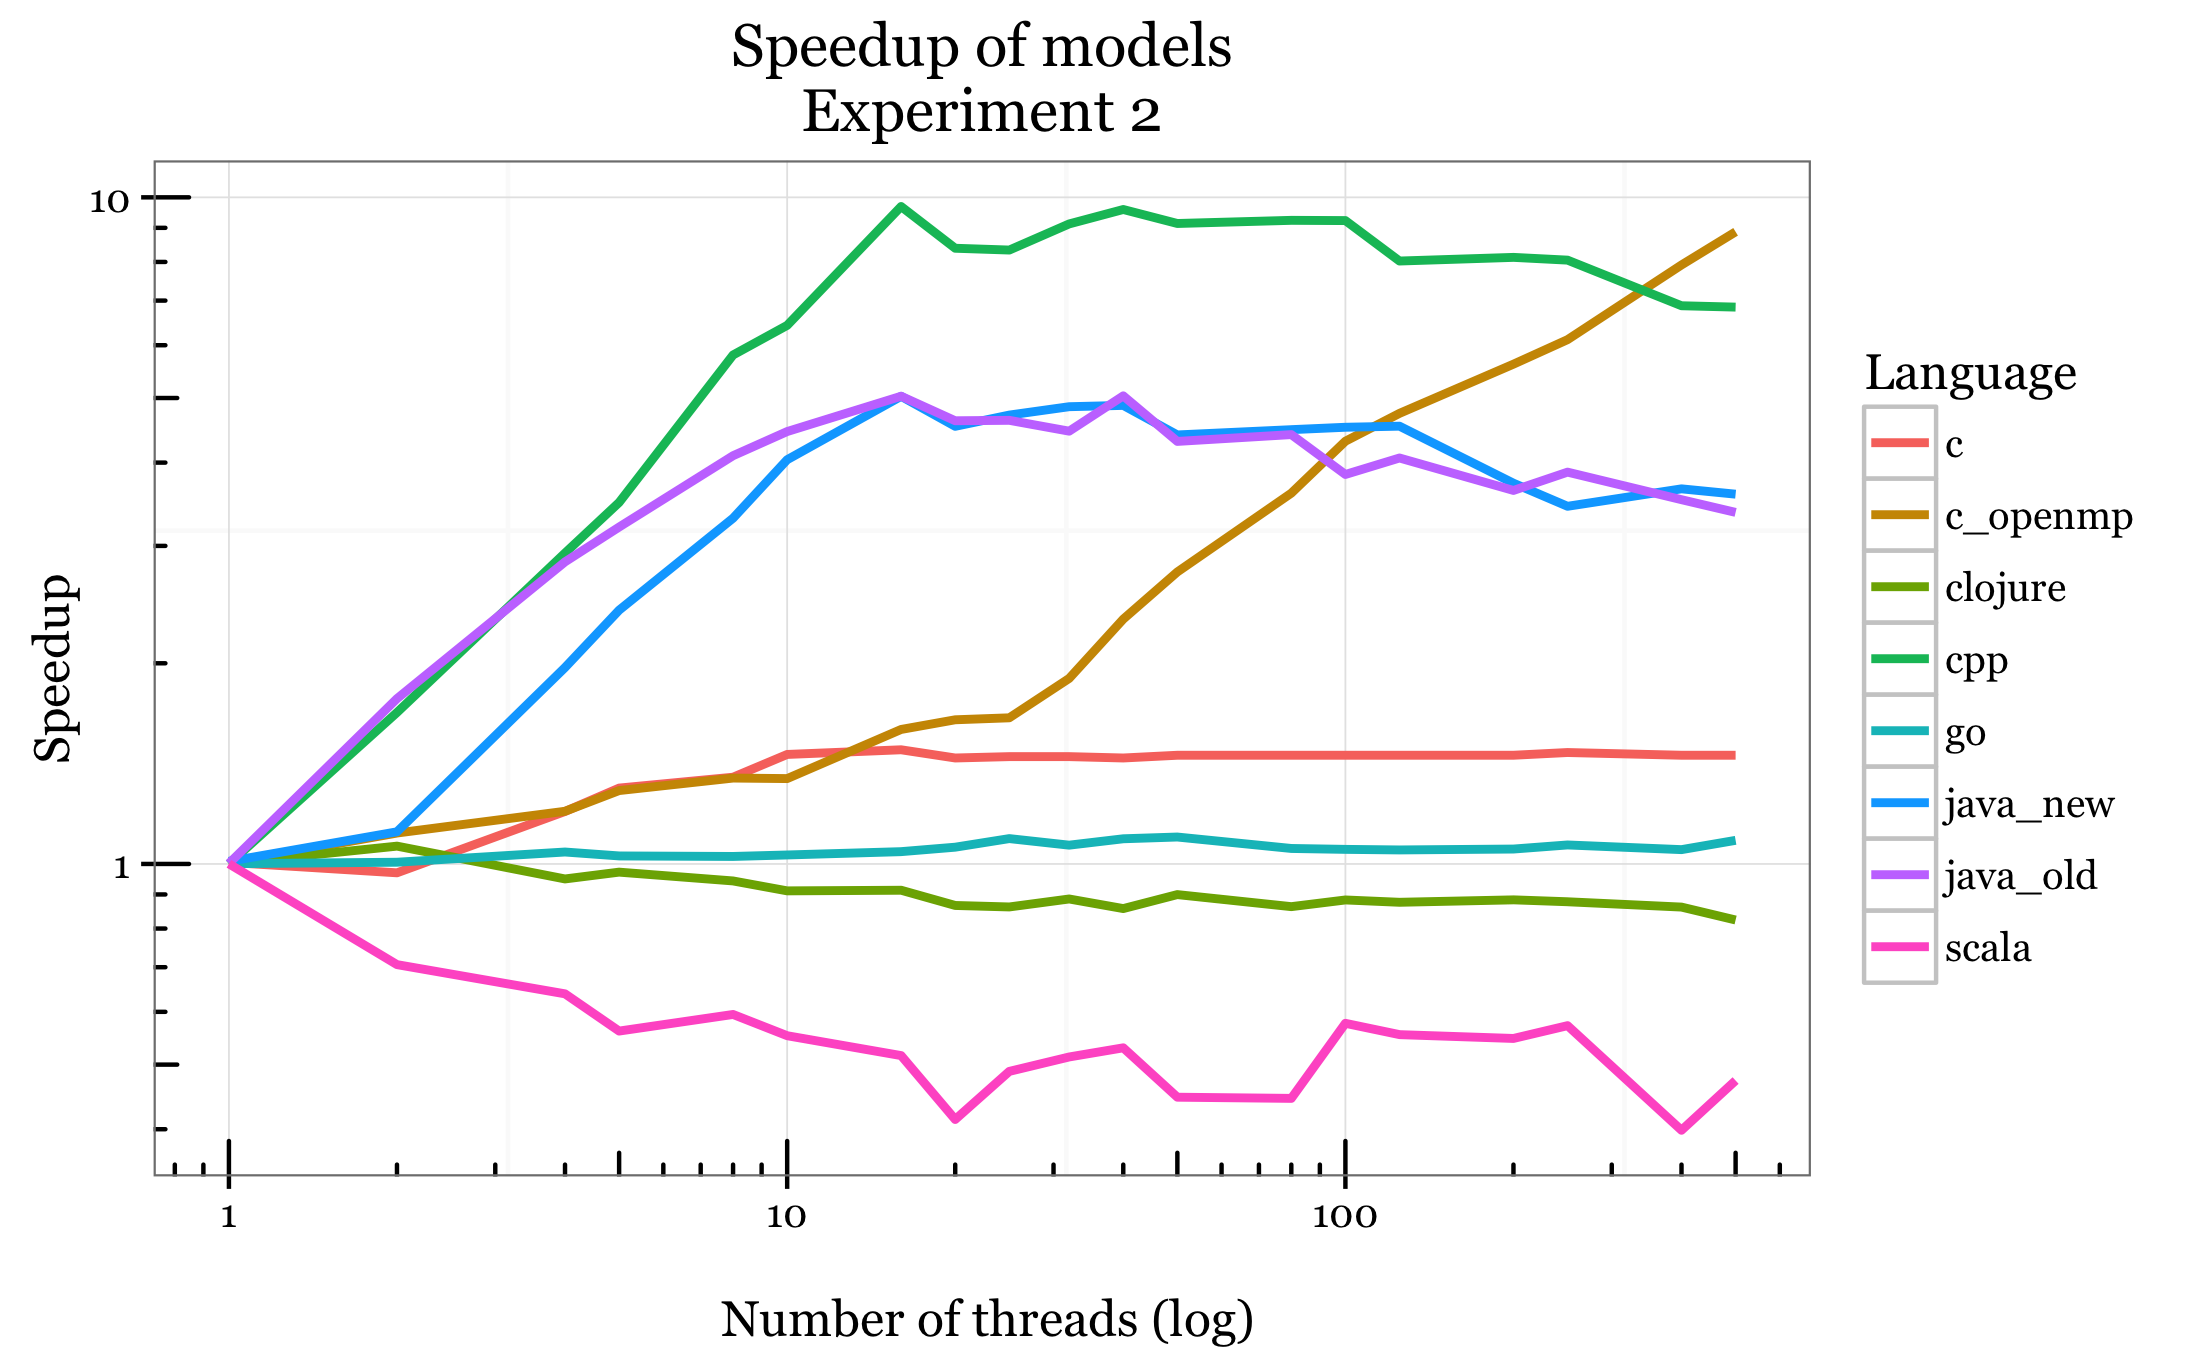 Speedup of models
Experiment 2
10
1
Speedup
1 10 100
Number of threads (log)
Language
c
c_openmp
clojure
cpp
go
java_new
java_old
scala